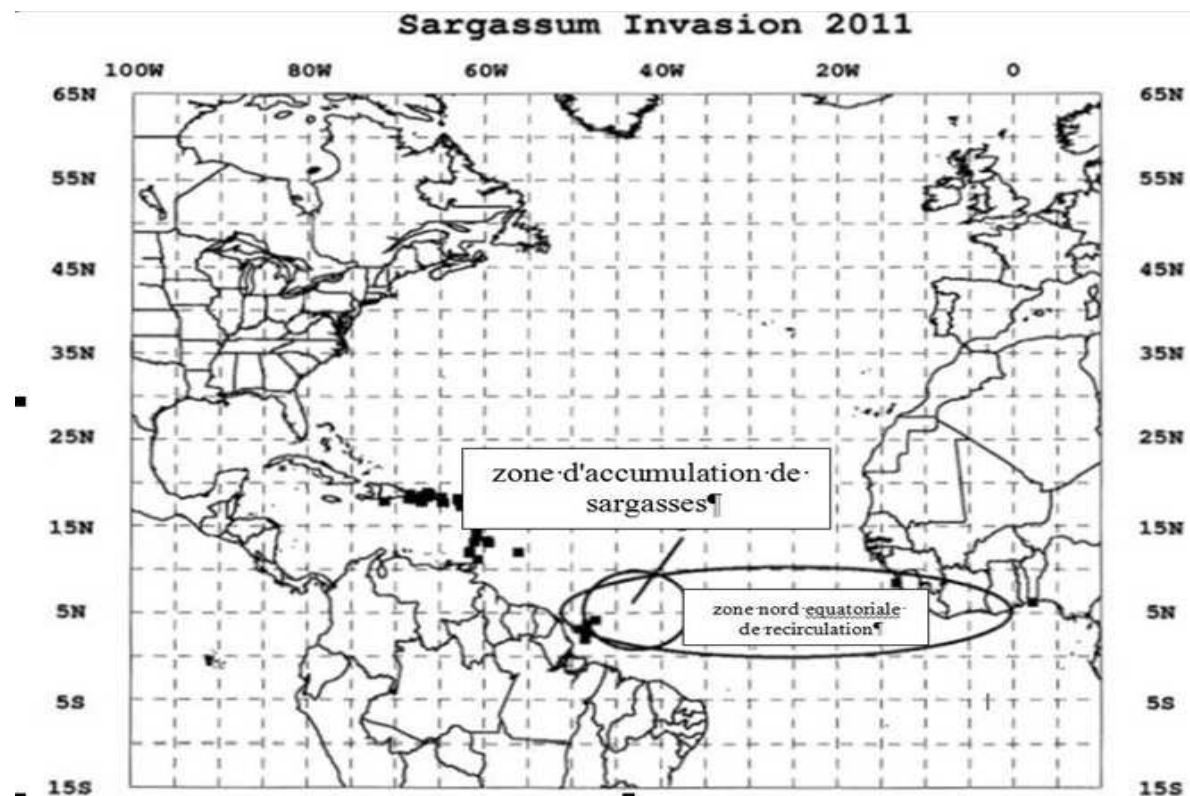 Sargassum Invasion 2011
100W 80W 60W 40W 20W 0
65N 65N
55N 55N
45N 45N
35N 35N
25N 25N
zone·d'accumulation·de·
sargasses¶
15N 15N
zone·nord·equatoriale·
de·recirculation¶
5N 5N
5S 5S
15S 15S